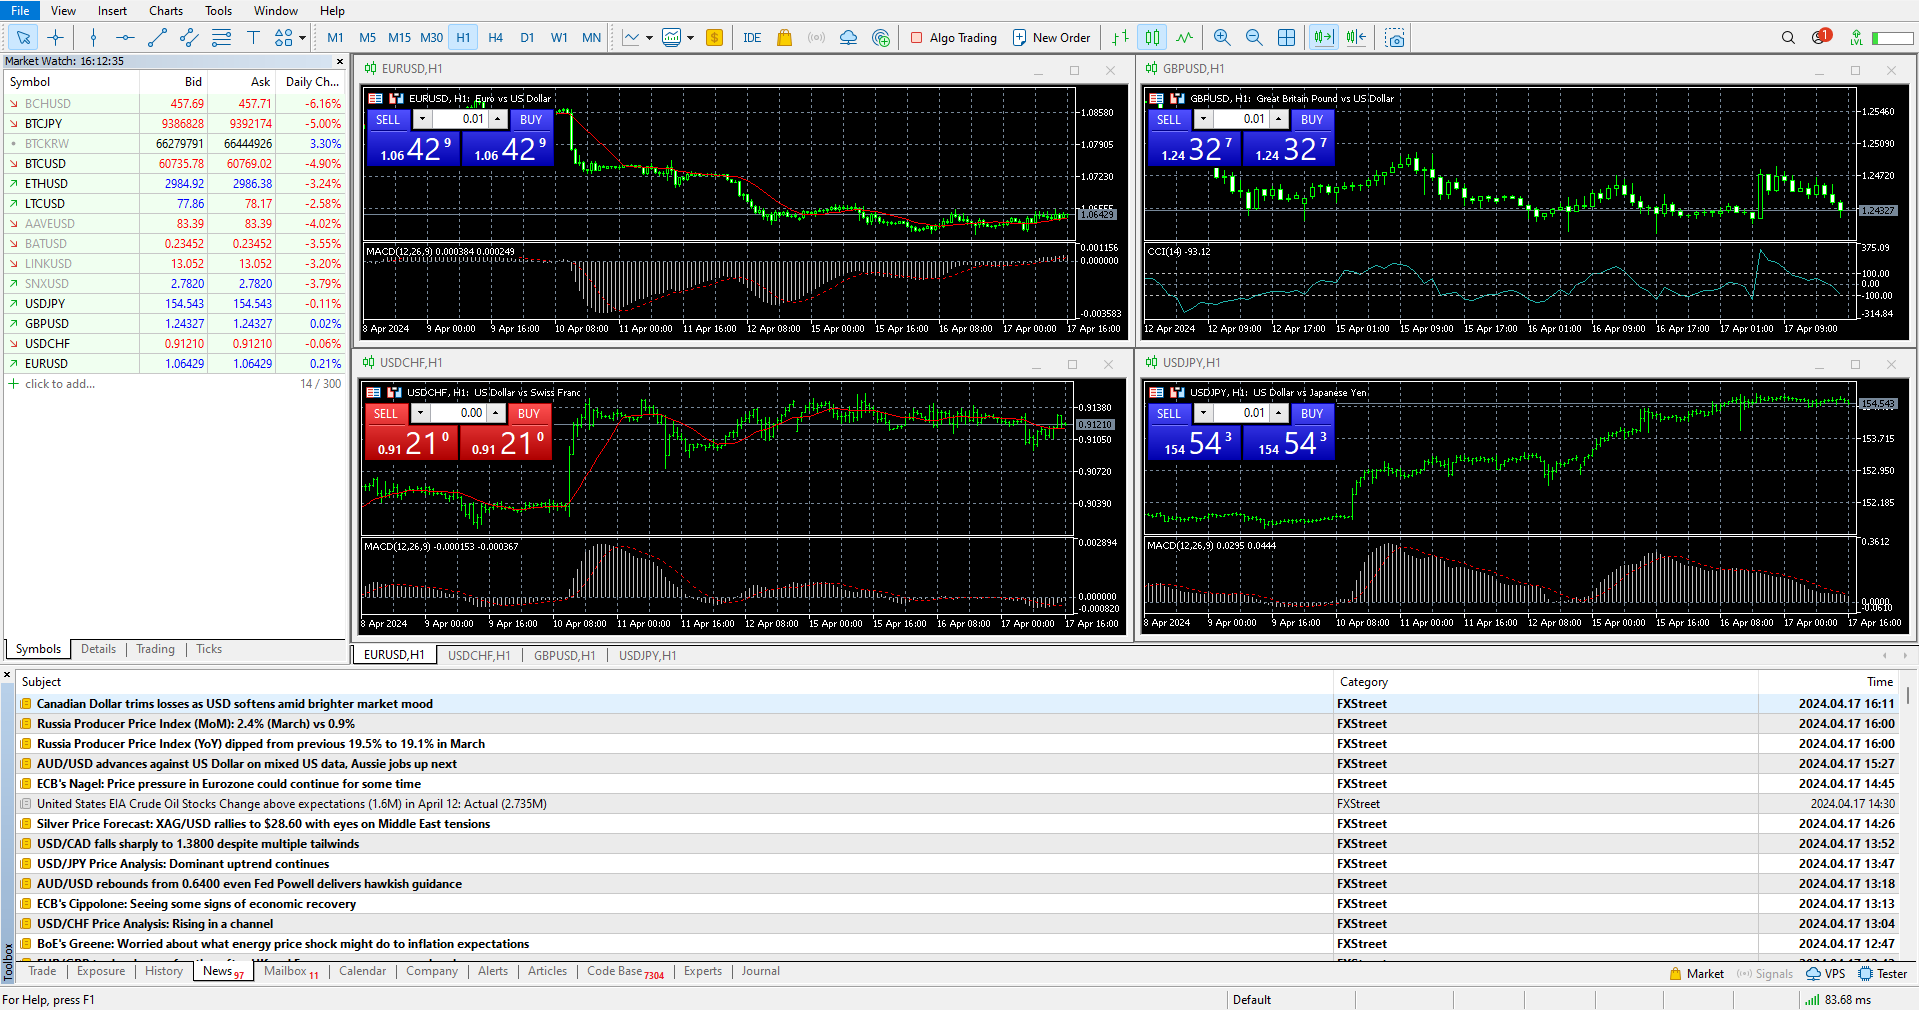 File View Insert Charts Tools Window Help
M1 M5 M15 M30 H1 H4 D1 W1 MN IDE Algo Trading New Order 1 LVL
Market Watch: 16:12:35
Symbol Bid Ask Daily Ch...
BCHUSD 457.69 457.71 -6.16%
BTCJPY 9386828 9392174 -5.00%
BTCKRW 66279791 66444926 3.30%
BTCUSD 60735.78 60769.02 -4.90%
ETHUSD 2984.92 2986.38 -3.24%
LTCUSD 77.86 78.17 -2.58%
AAVEUSD 83.39 83.39 -4.02%
BATUSD 0.23452 0.23452 -3.55%
LINKUSD 13.052 13.052 -3.20%
SNXUSD 2.7820 2.7820 -3.79%
USDJPY 154.543 154.543 -0.11%
GBPUSD 1.24327 1.24327 0.02%
USDCHF 0.91210 0.91210 -0.06%
EURUSD 1.06429 1.06429 0.21%
click to add... 14 / 300
Symbols Details Trading Ticks
EURUSD,H1
EURUSD, H1: Euro vs US Dollar
SELL 0.01 BUY
1.06 42 9 1.06 42 9
1.08580
1.07905
1.07230
1.06555
1.06429
MACD(12,26,9) 0.000384 0.000249
0.001156
0.000000
-0.003583
8 Apr 2024 9 Apr 00:00 9 Apr 16:00 10 Apr 08:00 11 Apr 00:00 11 Apr 16:00 12 Apr 08:00 15 Apr 00:00 15 Apr 16:00 16 Apr 08:00 17 Apr 00:00 17 Apr 16:00
GBPUSD,H1
GBPUSD, H1: Great Britain Pound vs US Dollar
SELL 0.01 BUY
1.24 32 7 1.24 32 7
1.25460
1.25090
1.24720
1.24327
CCI(14) -93.12
375.09
100.00
0.00
-100.00
-314.84
12 Apr 2024 12 Apr 09:00 12 Apr 17:00 15 Apr 01:00 15 Apr 09:00 15 Apr 17:00 16 Apr 01:00 16 Apr 09:00 16 Apr 17:00 17 Apr 01:00 17 Apr 09:00
USDCHF,H1
USDCHF, H1: US Dollar vs Swiss Franc
SELL 0.00 BUY
0.91 21 0 0.91 21 0
0.91380
0.91210
0.91050
0.90720
0.90390
MACD(12,26,9) -0.000153 -0.000367
0.002894
0.000000
-0.000820
8 Apr 2024 9 Apr 00:00 9 Apr 16:00 10 Apr 08:00 11 Apr 00:00 11 Apr 16:00 12 Apr 08:00 15 Apr 00:00 15 Apr 16:00 16 Apr 08:00 17 Apr 00:00 17 Apr 16:00
USDJPY,H1
USDJPY, H1: US Dollar vs Japanese Yen
SELL 0.01 BUY
154 54 3 154 54 3
154.543
153.715
152.950
152.185
MACD(12,26,9) 0.0295 0.0444
0.3612
0.0000
-0.0610
8 Apr 2024 9 Apr 00:00 9 Apr 16:00 10 Apr 08:00 11 Apr 00:00 11 Apr 16:00 12 Apr 08:00 15 Apr 00:00 15 Apr 16:00 16 Apr 08:00 17 Apr 00:00 17 Apr 16:00
EURUSD,H1 USDCHF,H1 GBPUSD,H1 USDJPY,H1
Subject Category Time
Canadian Dollar trims losses as USD softens amid brighter market mood FXStreet 2024.04.17 16:11
Russia Producer Price Index (MoM): 2.4% (March) vs 0.9% FXStreet 2024.04.17 16:00
Russia Producer Price Index (YoY) dipped from previous 19.5% to 19.1% in March FXStreet 2024.04.17 16:00
AUD/USD advances against US Dollar on mixed US data, Aussie jobs up next FXStreet 2024.04.17 15:27
ECB's Nagel: Price pressure in Eurozone could continue for some time FXStreet 2024.04.17 14:45
United States EIA Crude Oil Stocks Change above expectations (1.6M) in April 12: Actual (2.735M) FXStreet 2024.04.17 14:30
Silver Price Forecast: XAG/USD rallies to $28.60 with eyes on Middle East tensions FXStreet 2024.04.17 14:26
USD/CAD falls sharply to 1.3800 despite multiple tailwinds FXStreet 2024.04.17 13:52
USD/JPY Price Analysis: Dominant uptrend continues FXStreet 2024.04.17 13:47
AUD/USD rebounds from 0.6400 even Fed Powell delivers hawkish guidance FXStreet 2024.04.17 13:18
ECB's Cippolone: Seeing some signs of economic recovery FXStreet 2024.04.17 13:13
USD/CHF Price Analysis: Rising in a channel FXStreet 2024.04.17 13:04
BoE's Greene: Worried about what energy price shock might do to inflation expectations FXStreet 2024.04.17 12:47
Toolbox
Trade Exposure History News 97 Mailbox 11 Calendar Company Alerts Articles Code Base 7304 Experts Journal Market Signals VPS Tester
For Help, press F1 Default 83.68 ms